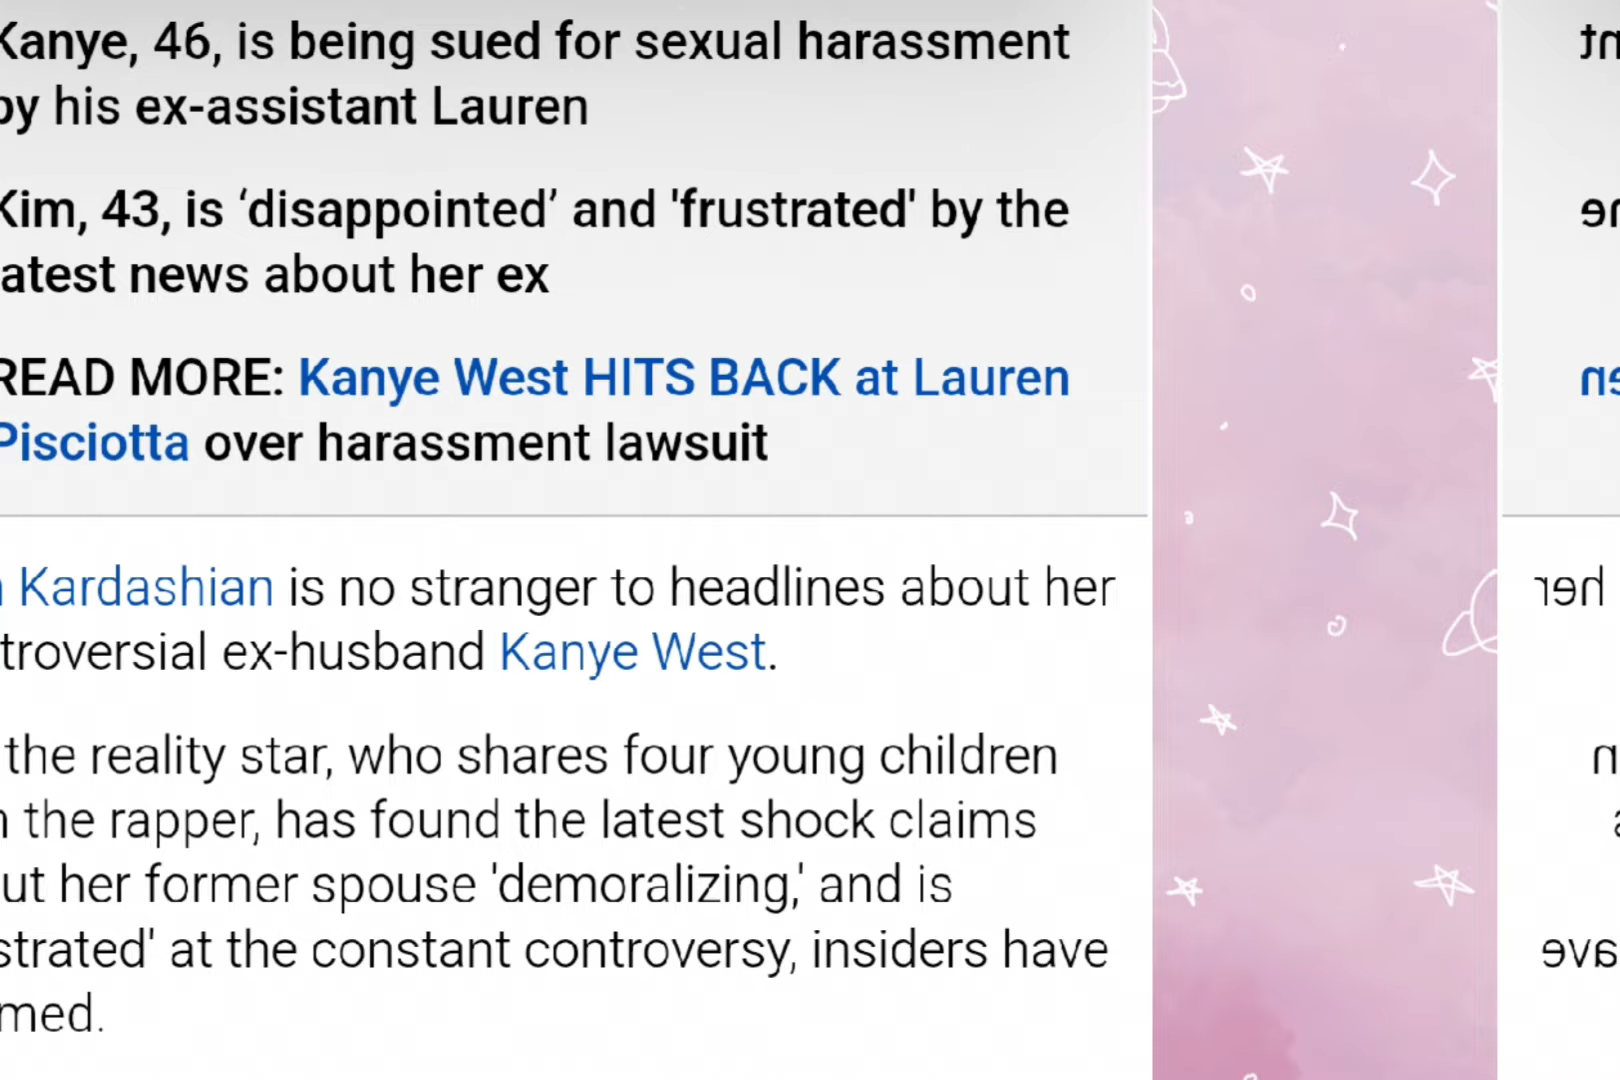 Kanye, 46, is being sued for sexual harassment
by his ex-assistant Lauren
Kim, 43, is ‘disappointed’ and 'frustrated' by the
latest news about her ex
READ MORE: Kanye West HITS BACK at Lauren
Pisciotta over harassment lawsuit
Kardashian is no stranger to headlines about her
troversial ex-husband Kanye West.
the reality star, who shares four young children
the rapper, has found the latest shock claims
ut her former spouse 'demoralizing,' and is
strated' at the constant controversy, insiders have
med.